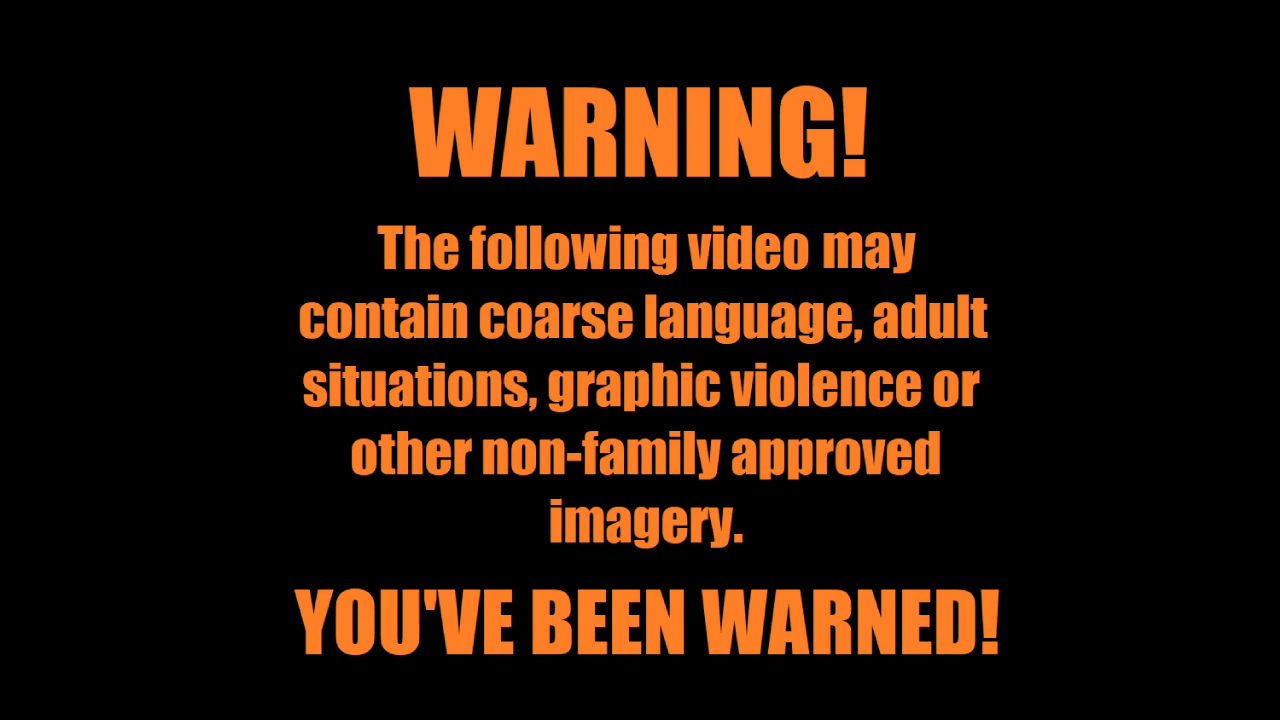 WARNING!
The following video may
contain coarse language, adult
situations, graphic violence or
other non-family approved
imagery.
YOU'VE BEEN WARNED!